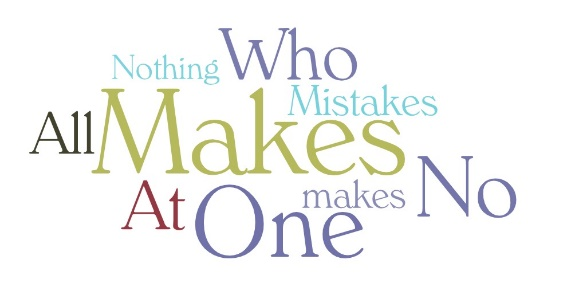 Who
Nothing
Mistakes
All Makes
makes No
At One